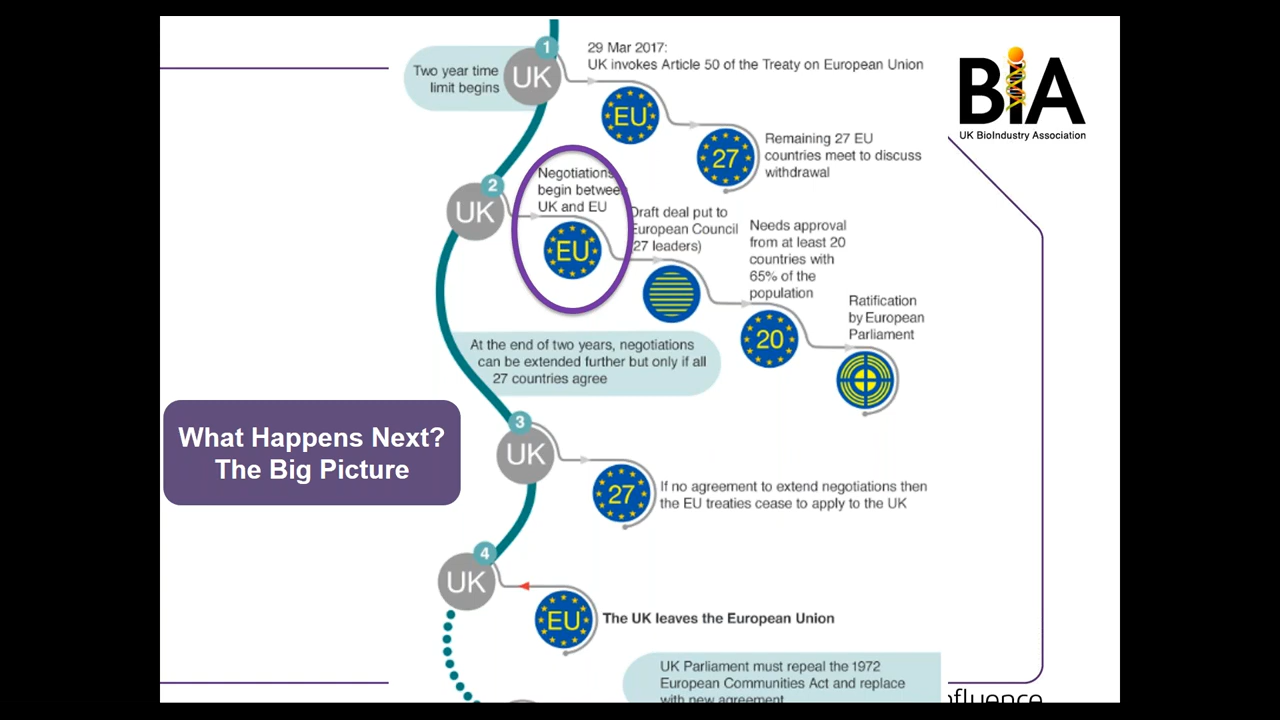 1
29 Mar 2017:
UK invokes Article 50 of the Treaty on European Union
Two year time
limit begins
UK
EU
27
Remaining 27 EU
countries meet to discuss
withdrawal
BIA
UK BioIndustry Association
2
UK
Negotiations
begin between
UK and EU
EU
Draft deal put to
European Council
(27 leaders)
Needs approval
from at least 20
countries with
65% of the
population
20
Ratification
by European
Parliament
At the end of two years, negotiations
can be extended further but only if all
27 countries agree
What Happens Next?
The Big Picture
3
UK
27
If no agreement to extend negotiations then
the EU treaties cease to apply to the UK
4
UK
EU
The UK leaves the European Union
UK Parliament must repeal the 1972
European Communities Act and replace
with new agreement